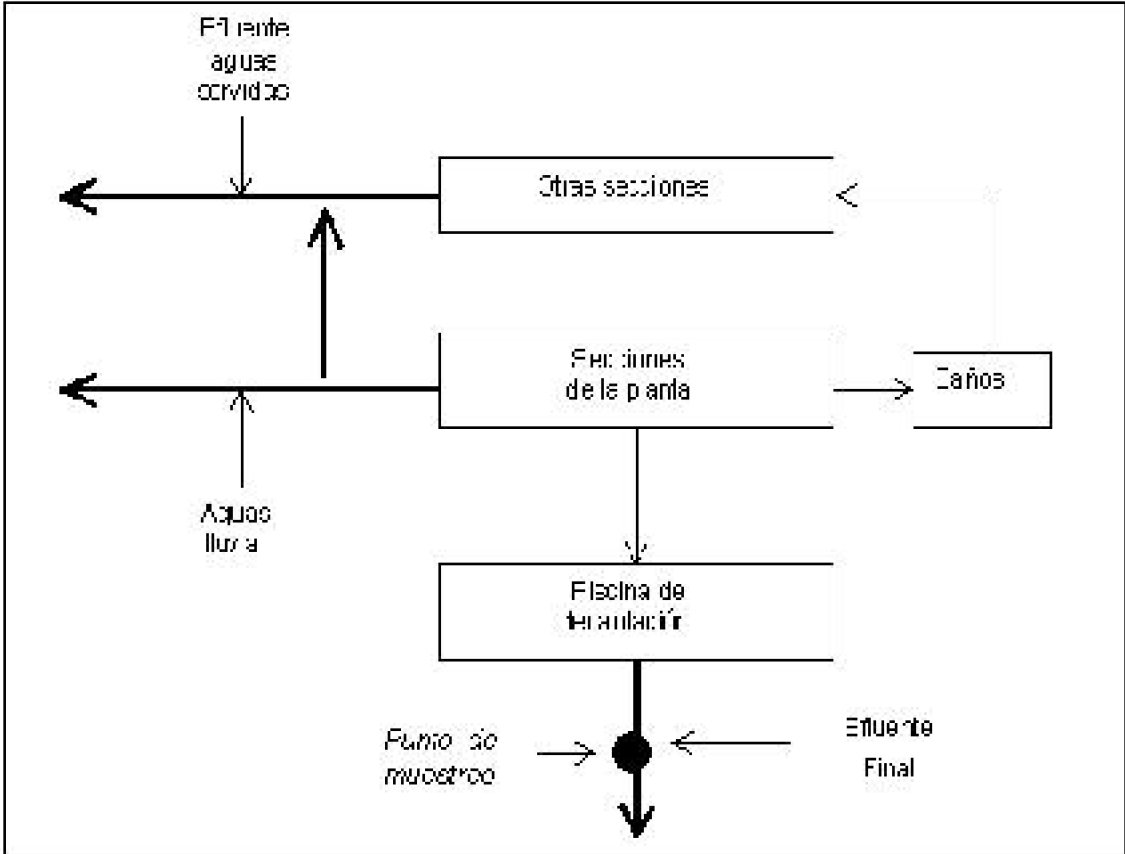 Efluente
aguas
servidas
Otras secciones
Secciones
de la planta
Baños
Aguas
lluvia
Piscina de
decantación
Punto de
muestreo
Efluente
Final